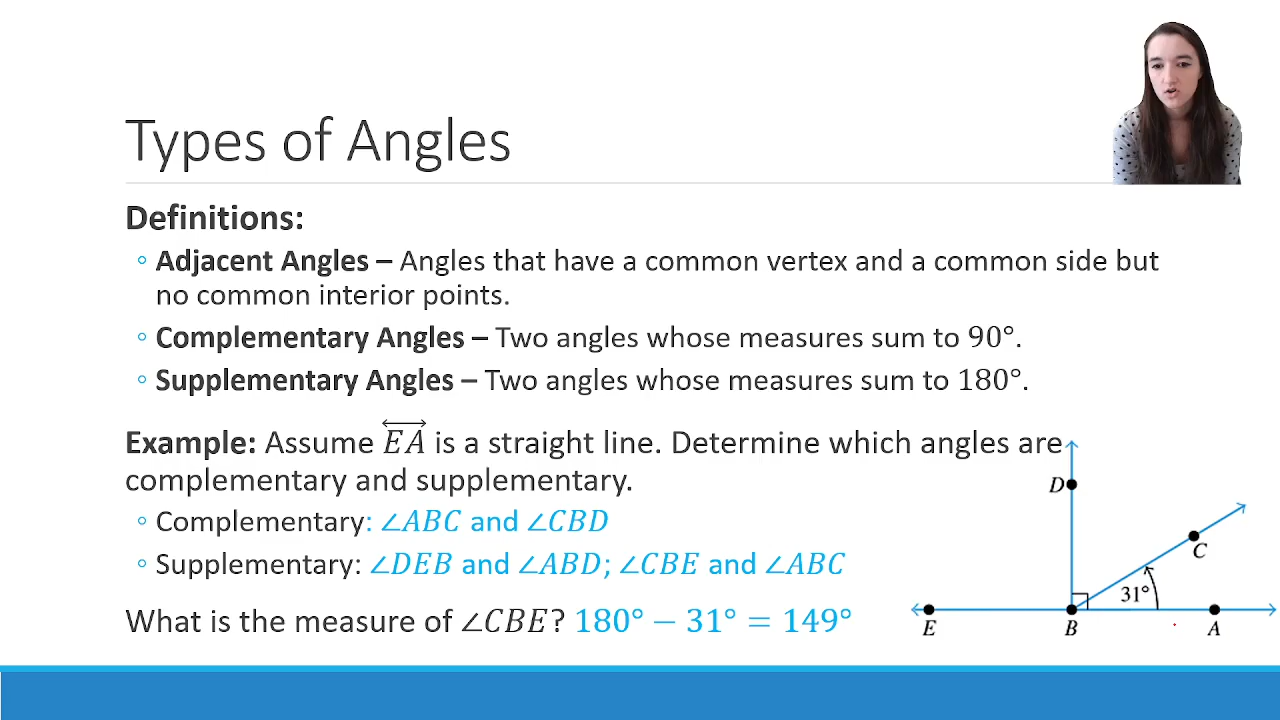 Types of Angles
Definitions:
◦ Adjacent Angles – Angles that have a common vertex and a common side but
no common interior points.
◦ Complementary Angles – Two angles whose measures sum to 90°.
◦ Supplementary Angles – Two angles whose measures sum to 180°.
Example: Assume \overleftrightarrow{EA} is a straight line. Determine which angles are
complementary and supplementary.
◦ Complementary: ∠ABC and ∠CBD
◦ Supplementary: ∠DEB and ∠ABD; ∠CBE and ∠ABC
What is the measure of ∠CBE? 180° − 31° = 149°
D
C
31°
E
B
A